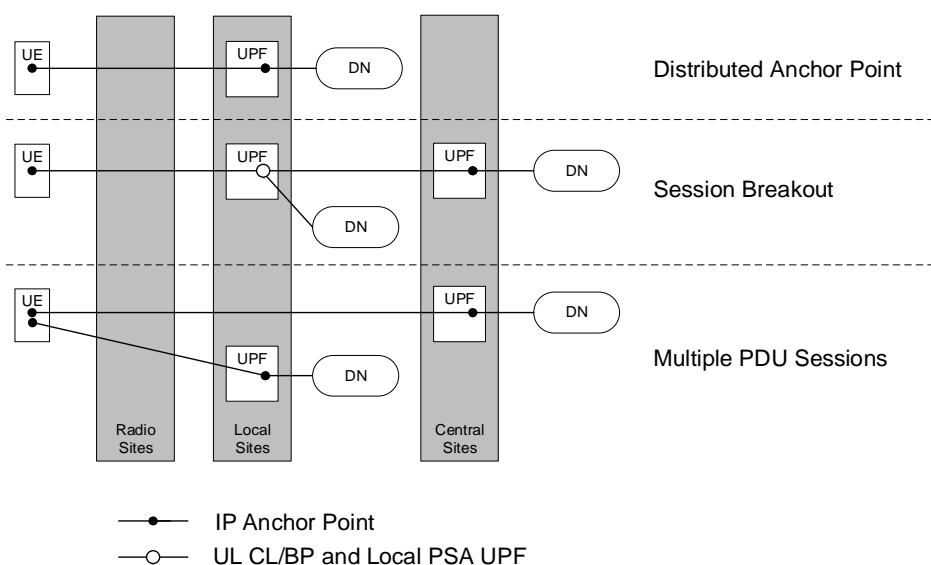 UE
UPF
DN
Distributed Anchor Point
UE
UPF
UPF
DN
Session Breakout
DN
UE
UPF
DN
UPF
DN
Multiple PDU Sessions
Radio
Sites
Local
Sites
Central
Sites
IP Anchor Point
UL CL/BP and Local PSA UPF